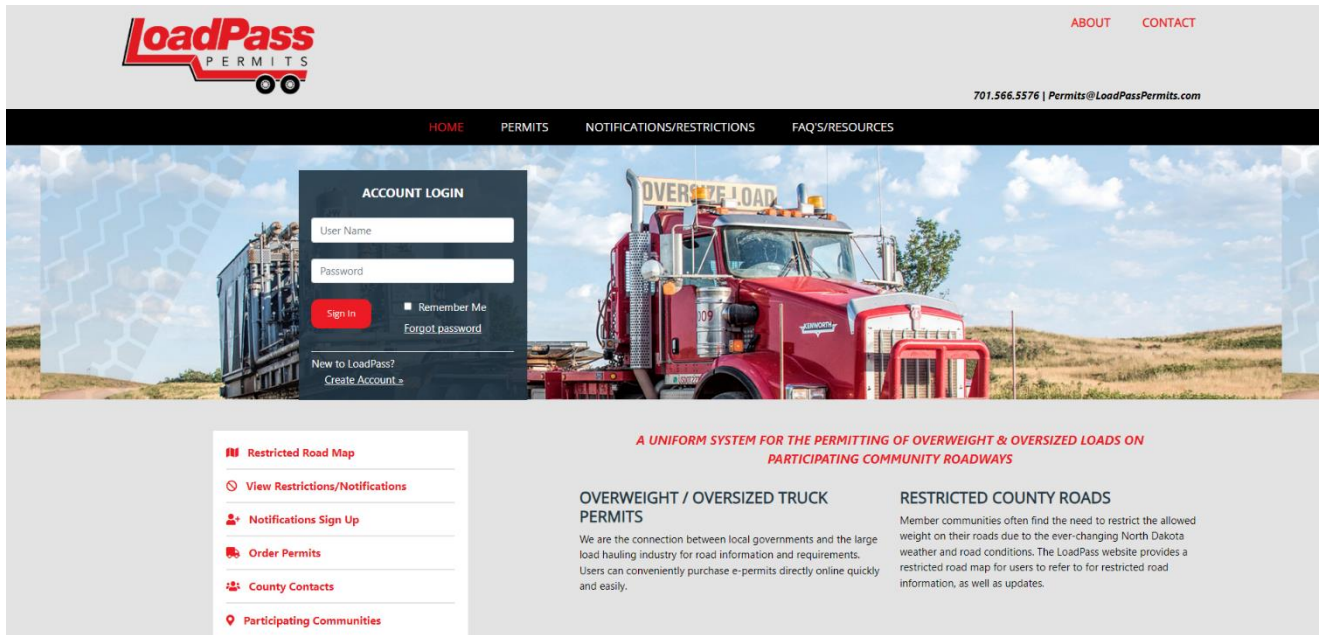 LoadPass
PERMITS
ABOUT CONTACT
701.566.5576 | Permits@LoadPassPermits.com
HOME PERMITS NOTIFICATIONS/RESTRICTIONS FAQ'S/RESOURCES
ACCOUNT LOGIN
User Name
Password
Sign In
Remember Me
Forgot password
New to LoadPass?
Create Account »
OVERSIZE LOAD
009
KENWORTH
Restricted Road Map
View Restrictions/Notifications
Notifications Sign Up
Order Permits
County Contacts
Participating Communities
A UNIFORM SYSTEM FOR THE PERMITTING OF OVERWEIGHT & OVERSIZED LOADS ON
PARTICIPATING COMMUNITY ROADWAYS
OVERWEIGHT / OVERSIZED TRUCK
PERMITS
We are the connection between local governments and the large
load hauling industry for road information and requirements.
Users can conveniently purchase e-permits directly online quickly
and easily.
RESTRICTED COUNTY ROADS
Member communities often find the need to restrict the allowed
weight on their roads due to the ever-changing North Dakota
weather and road conditions. The LoadPass website provides a
restricted road map for users to refer to for restricted road
information, as well as updates.